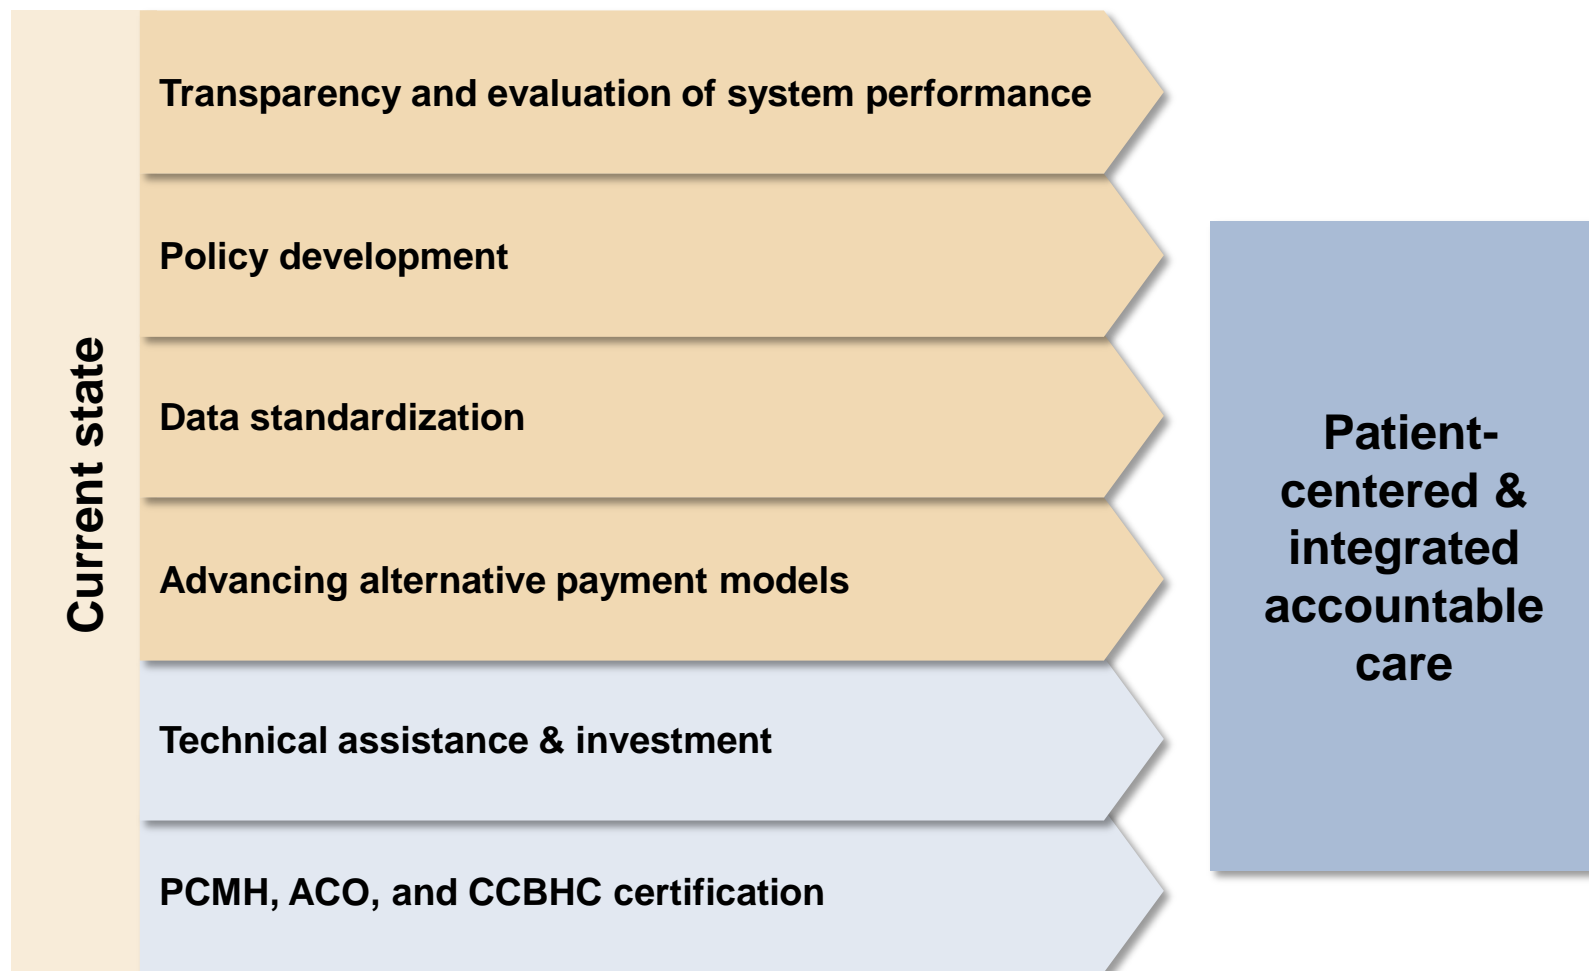 Current state
Transparency and evaluation of system performance
Policy development
Data standardization
Advancing alternative payment models
Technical assistance & investment
PCMH, ACO, and CCBHC certification
Patient-
centered &
integrated
accountable
care